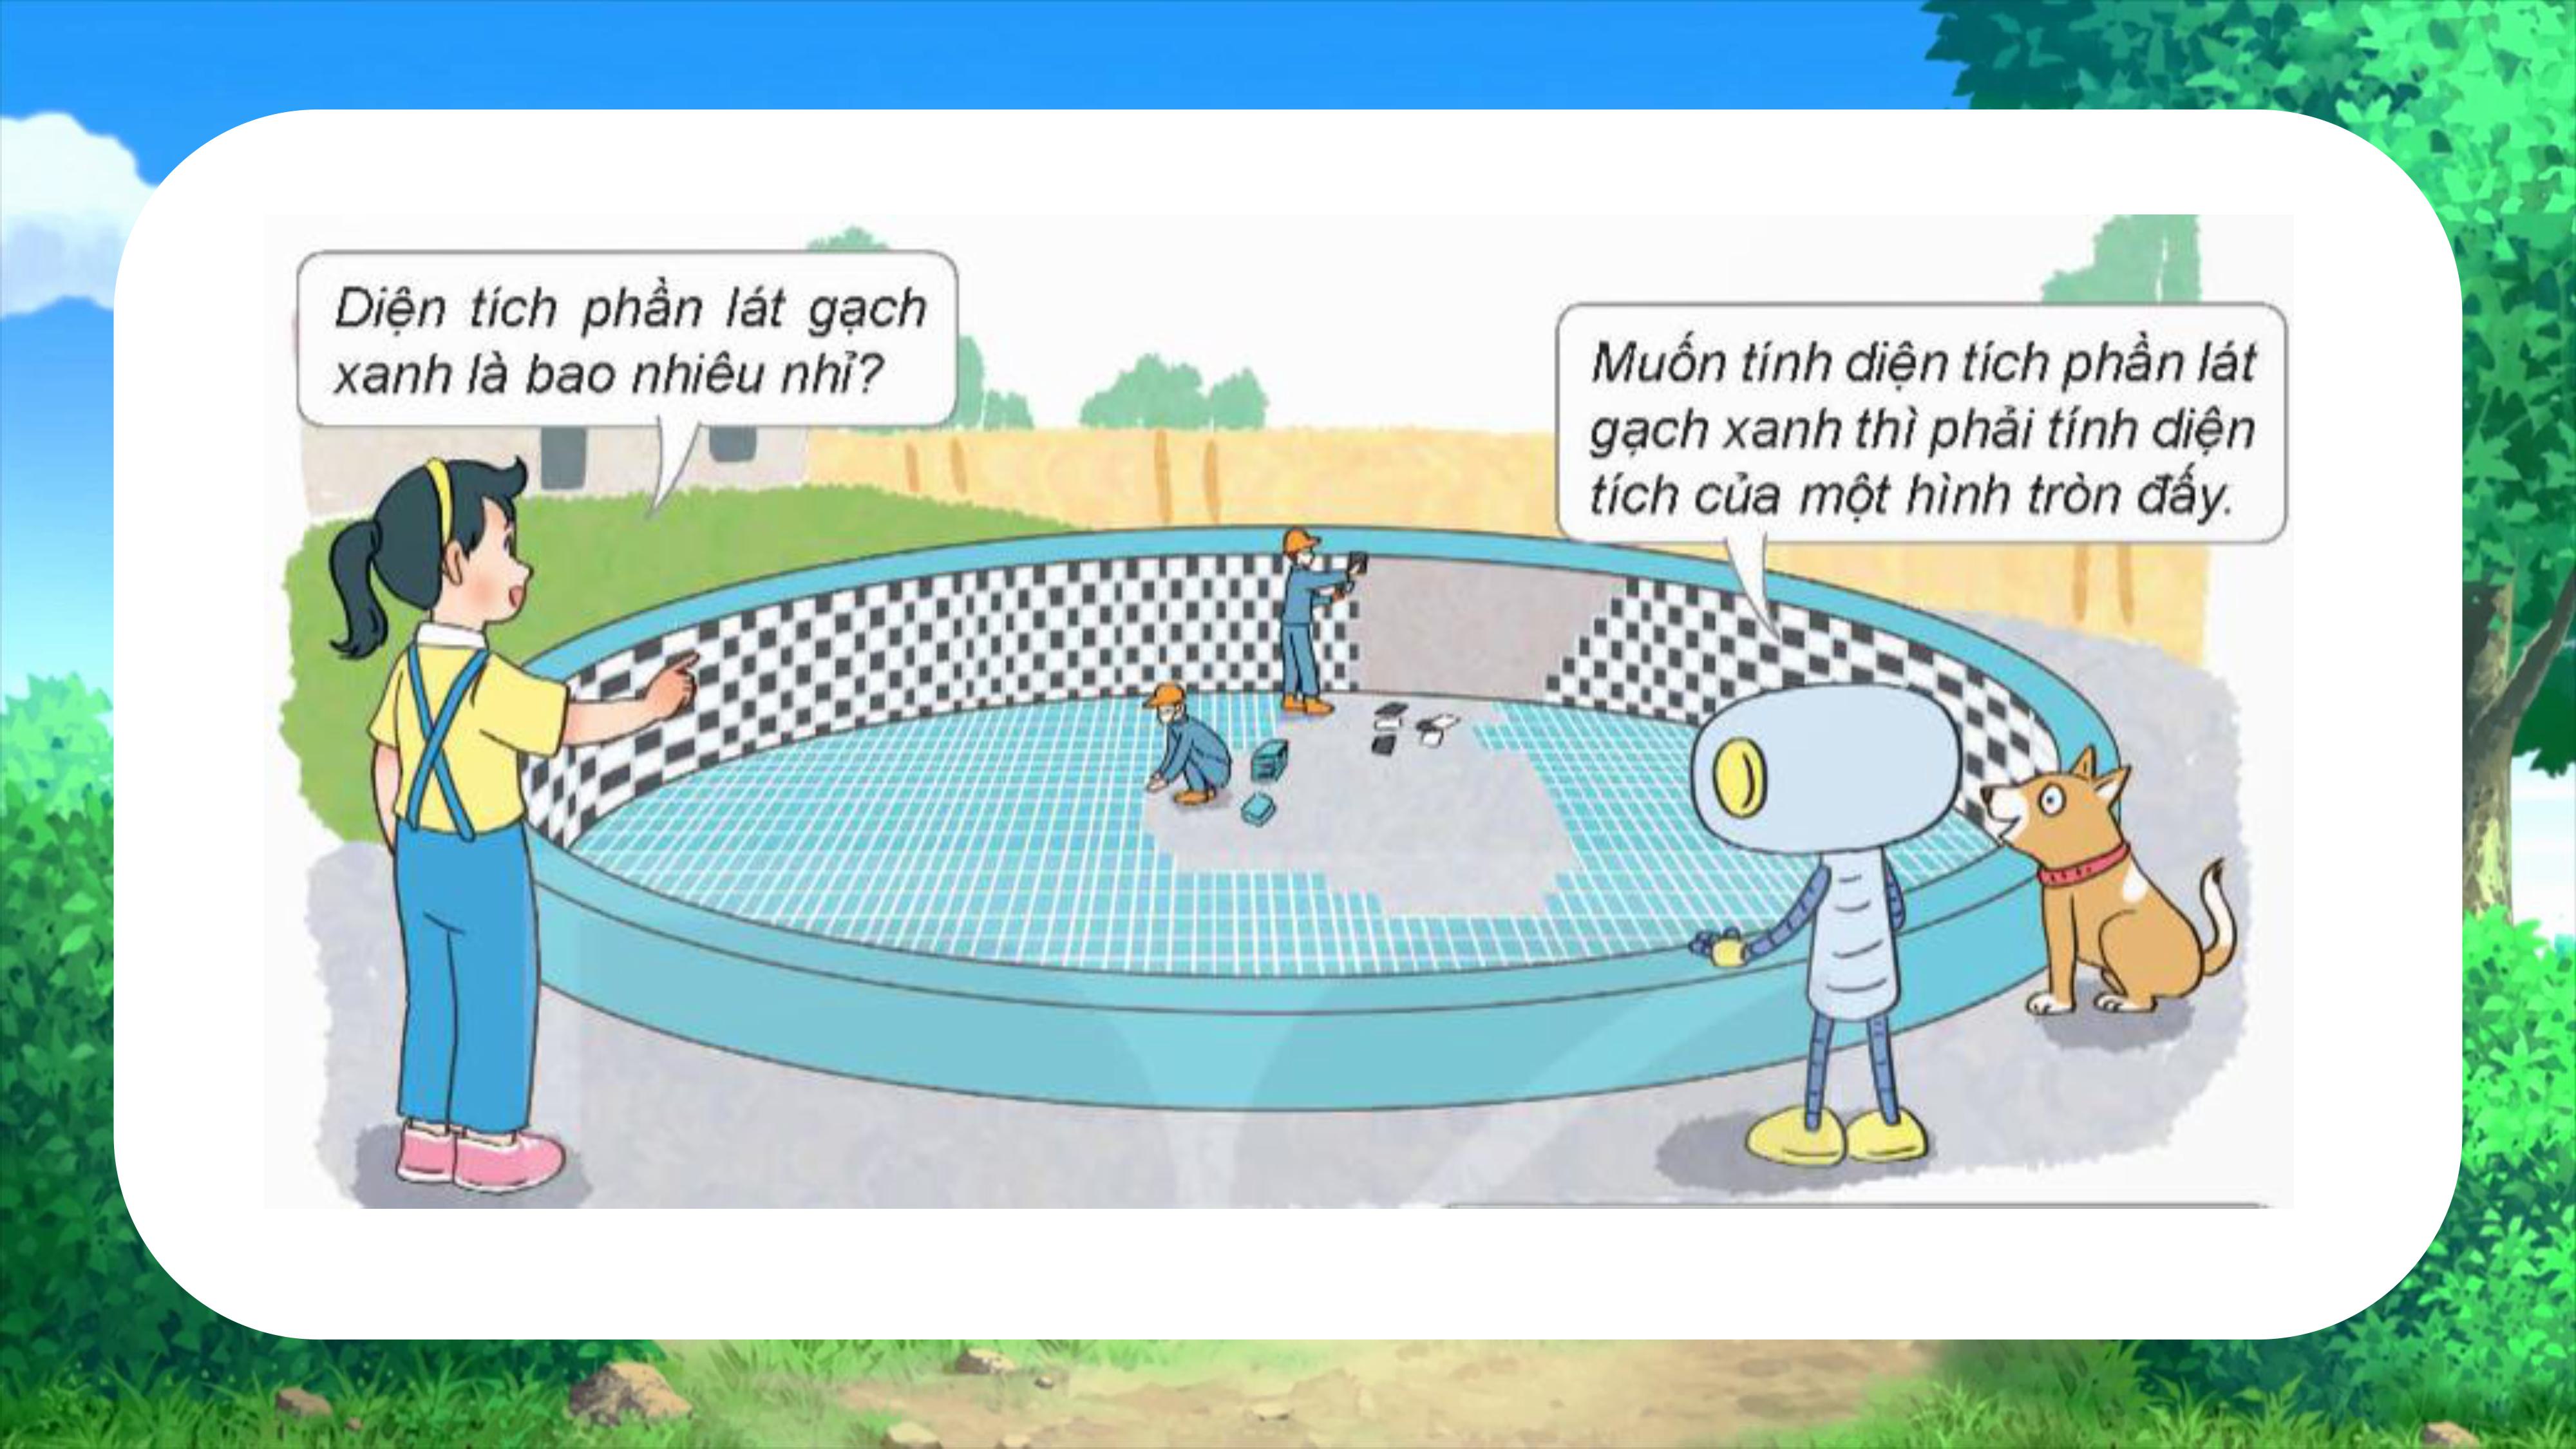 Diện tích phần lát gạch
xanh là bao nhiêu nhỉ?
Muốn tính diện tích phần lát
gạch xanh thì phải tính diện
tích của một hình tròn đấy.